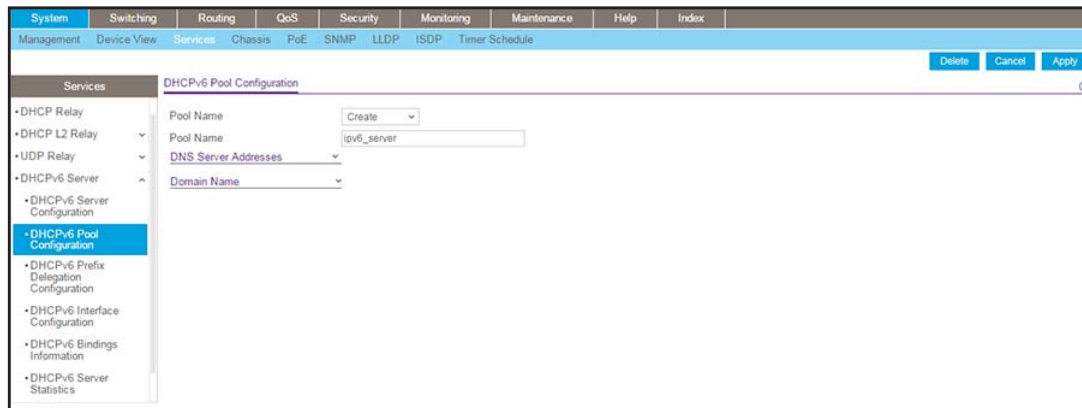 System Switching Routing QoS Security Monitoring Maintenance Help Index
Management Device View Services Chassis PoE SNMP LLDP ISDP Timer Schedule
Delete Cancel Apply
Services
DHCPv6 Pool Configuration
•DHCP Relay
•DHCP L2 Relay
•UDP Relay
•DHCPv6 Server
•DHCPv6 Server
Configuration
•DHCPv6 Pool
Configuration
•DHCPv6 Prefix
Delegation
Configuration
•DHCPv6 Interface
Configuration
•DHCPv6 Bindings
Information
•DHCPv6 Server
Statistics
Pool Name Create
Pool Name ipv6_server
DNS Server Addresses
Domain Name